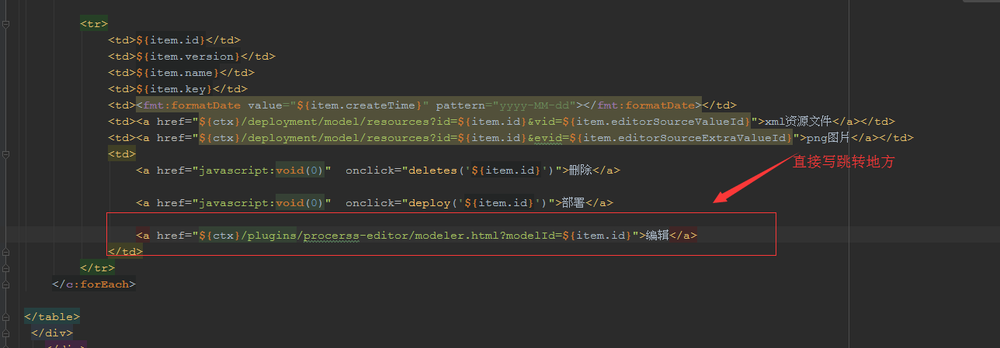 <tr>
<td>${item.id}</td>
<td>${item.version}</td>
<td>${item.name}</td>
<td>${item.key}</td>
<td><fmt:formatDate value="${item.createTime}" pattern="yyyy-MM-dd"></fmt:formatDate></td>
<td><a href="${ctx}/deployment/model/resources?id=${item.id}&vid=${item.editorSourceValueId}">xml资源文件</a></td>
<td><a href="${ctx}/deployment/model/resources?id=${item.id}&evid=${item.editorSourceExtraValueId}">png图片</a></td>
<td>
直接写跳转地方
<a href="javascript:void(0)"  onclick="deletes('${item.id}')">删除</a>
<a href="javascript:void(0)"  onclick="deploy('${item.id}')">部署</a>
<a href="${ctx}/plugins/procerss-editor/modeler.html?modelId=${item.id}">编辑</a>
</td>
</tr>
</c:forEach>
</table>
</div>